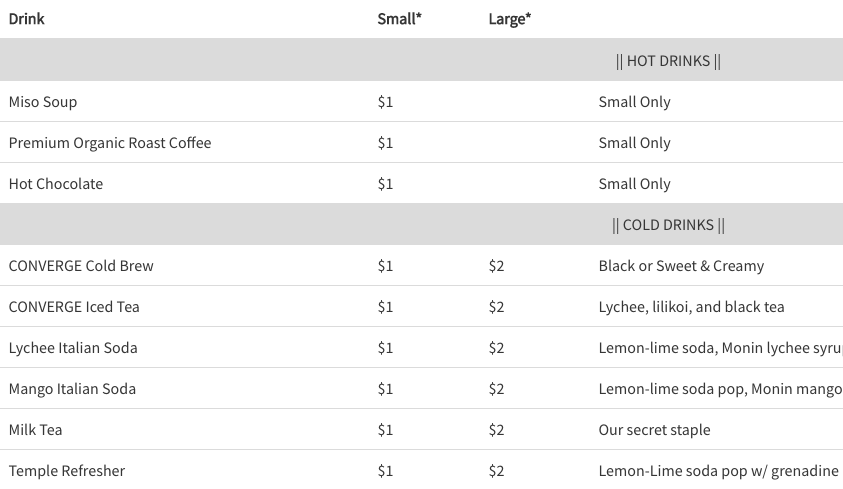 Drink Small* Large*
|| HOT DRINKS ||
Miso Soup $1 Small Only
Premium Organic Roast Coffee $1 Small Only
Hot Chocolate $1 Small Only
|| COLD DRINKS ||
CONVERGE Cold Brew $1 $2 Black or Sweet & Creamy
CONVERGE Iced Tea $1 $2 Lychee, lilikoi, and black tea
Lychee Italian Soda $1 $2 Lemon-lime soda, Monin lychee
Mango Italian Soda $1 $2 Lemon-lime soda pop, Monin mango
Milk Tea $1 $2 Our secret staple
Temple Refresher $1 $2 Lemon-Lime soda pop w/ grenadine